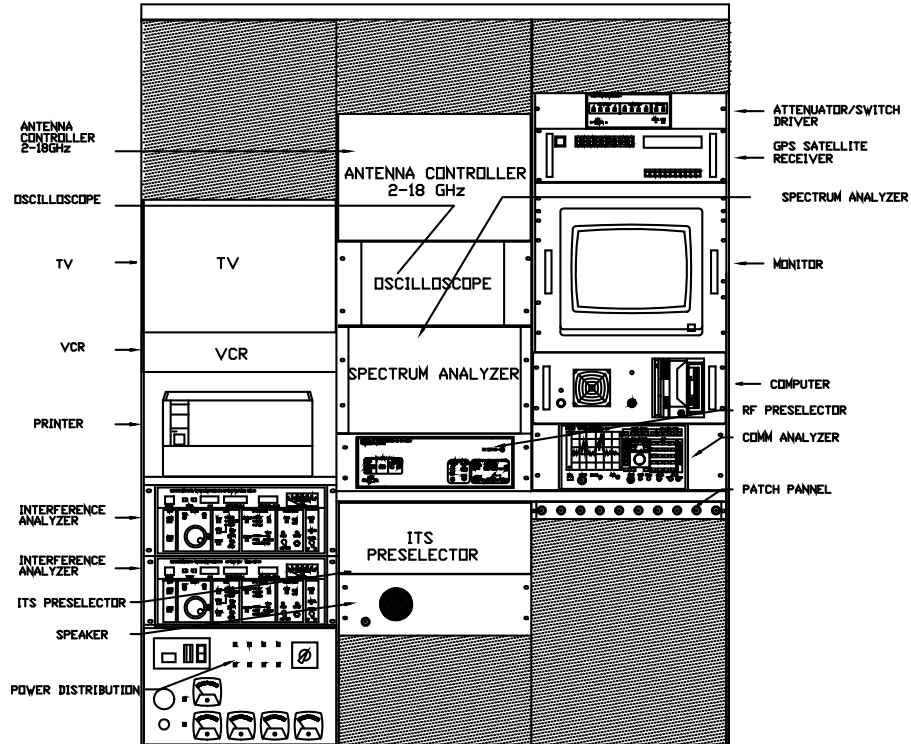 ANTENNA
CONTROLLER
2-18GHz
OSCILLOSCOPE
TV
VCR
PRINTER
INTERFERENCE
ANALYZER
INTERFERENCE
ANALYZER
ITS PRESELECTOR
SPEAKER
POWER DISTRIBUTION
TV
VCR
ANTENNA CONTROLLER
2-18 GHz
OSCILLOSCOPE
SPECTRUM ANALYZER
ITS
PRESELECTOR
ATTENUATOR/SWITCH
DRIVER
GPS SATELLITE
RECEIVER
SPECTRUM ANALYZER
MONITOR
COMPUTER
RF PRESELECTOR
COMM ANALYZER
PATCH PANNEL